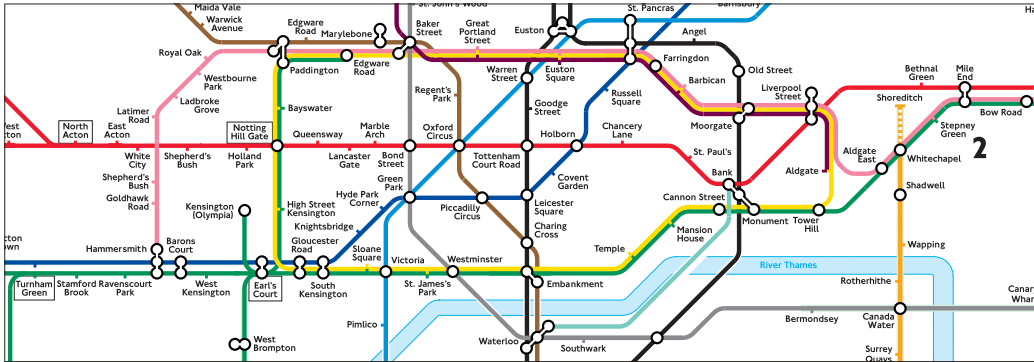 Maida Vale
Warwick
Avenue
Edgware
Road
Marylebone
Baker
Street
St. John's Wood
Great
Portland
Street
Euston
St. Pancras
Barnsbury
Angel
Royal Oak
Paddington
Edgware
Road
Warren
Street
Euston
Square
Farringdon
Old Street
Barbican
Liverpool
Street
Bethnal
Green
Mile
End
Shoreditch
Bow Road
Stepney
Green
2
Westbourne
Park
Ladbroke
Grove
Latimer
Road
Bayswater
Regent's
Park
Goodge
Street
Russell
Square
Moorgate
North
Acton
East
Acton
Notting
Hill Gate
Queensway
Marble
Arch
Oxford
Circus
Holborn
Chancery
Lane
White
City
Shepherd's
Bush
Holland
Park
Lancaster
Gate
Bond
Street
Tottenham
Court Road
St. Paul's
Aldgate
East
Whitechapel
Shepherd's
Bush
Goldhawk
Road
Green
Park
Covent
Garden
Bank
Aldgate
Shadwell
Kensington
(Olympia)
High Street
Kensington
Hyde Park
Corner
Piccadilly
Circus
Leicester
Square
Cannon Street
Monument
Tower
Hill
Knightsbridge
Charing
Cross
Mansion
House
Hammersmith
Barons
Court
Gloucester
Road
Sloane
Square
Victoria
Westminster
Temple
Wapping
River Thames
Turnham
Green
Stamford
Brook
Ravenscourt
Park
West
Kensington
Earl's
Court
South
Kensington
St. James's
Park
Embankment
Rotherhithe
Pimlico
Waterloo
Southwark
Bermondsey
Canada
Water
West
Brompton
Surrey
Quays